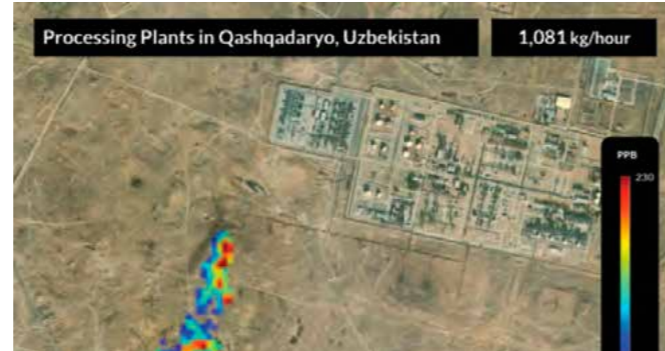 Processing Plants in Qashqadaryo, Uzbekistan
1,081 kg/hour
PPB
230